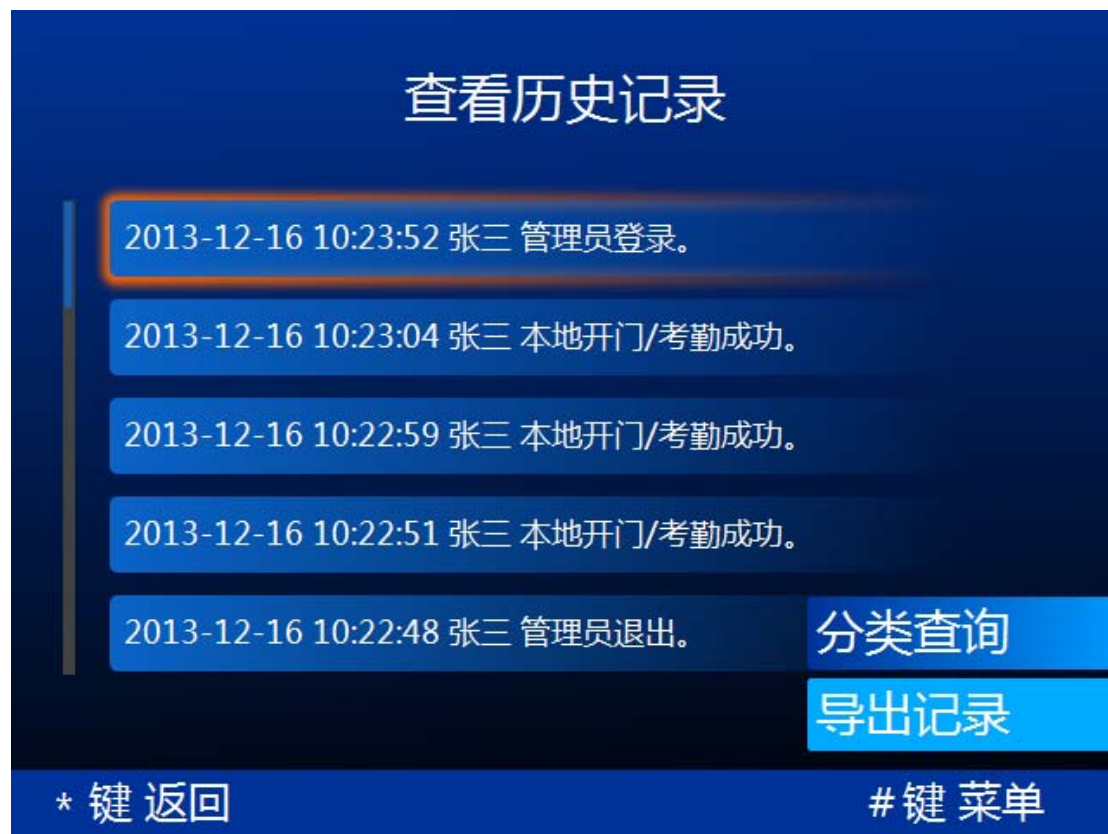 查看历史记录
2013-12-16 10:23:52 张三 管理员登录。
2013-12-16 10:23:04 张三 本地开门/考勤成功。
2013-12-16 10:22:59 张三 本地开门/考勤成功。
2013-12-16 10:22:51 张三 本地开门/考勤成功。
2013-12-16 10:22:48 张三 管理员退出。
分类查询
导出记录
* 键 返回
#键 菜单